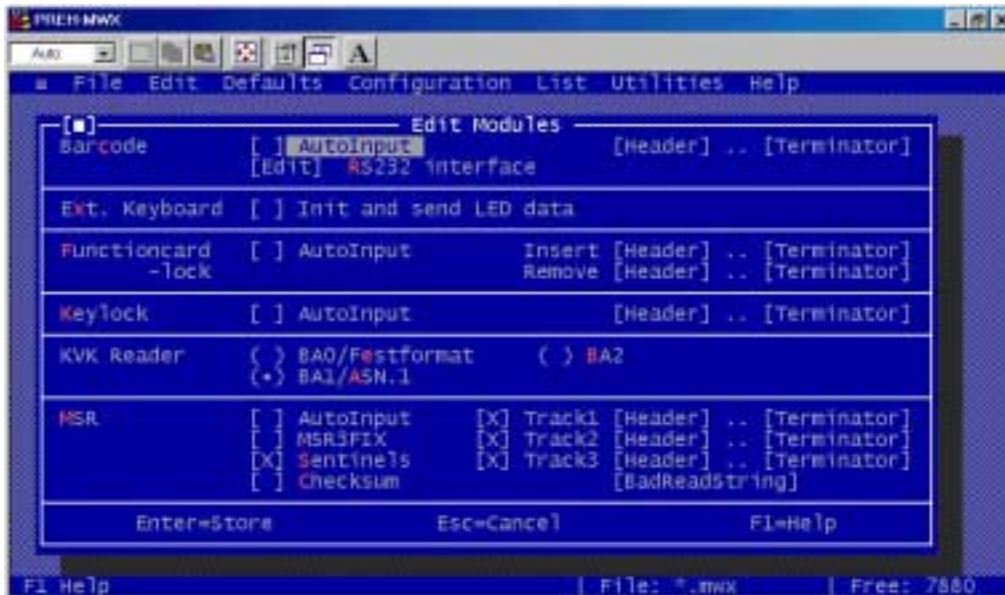 PREH-MWX
Auto A
≡ File Edit Defaults Configuration List Utilities Help
[■] Edit Modules
Barcode [ ] AutoInput [Header] .. [Terminator]
[Edit] RS232 interface
Ext. Keyboard [ ] Init and send LED data
Functioncard [ ] AutoInput Insert [Header] .. [Terminator]
-lock Remove [Header] .. [Terminator]
Keylock [ ] AutoInput [Header] .. [Terminator]
KVK Reader ( ) BA0/Festformat ( ) BA2
(•) BA1/ASN.1
MSR [ ] AutoInput [X] Track1 [Header] .. [Terminator]
[ ] MSR3FIX [X] Track2 [Header] .. [Terminator]
[X] Sentinels [X] Track3 [Header] .. [Terminator]
[ ] Checksum [BadReadString]
Enter=Store Esc=Cancel F1=Help
F1 Help | File: *.mwx | Free: 7880